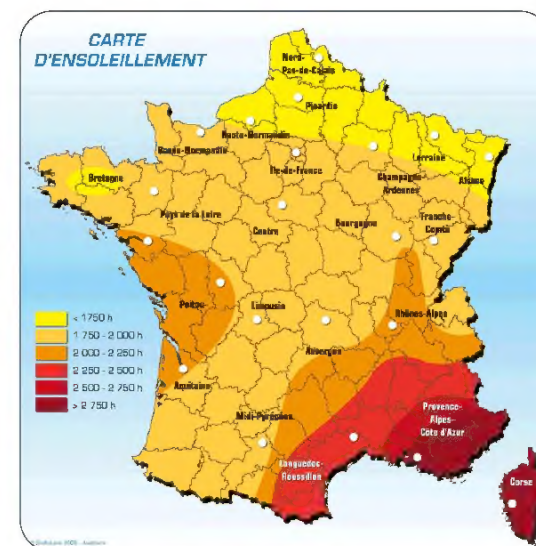 CARTE
D'ENSOLEILLEMENT
Nord-
Pas-de-Calais
Picardie
Haute-Normandie
Basse-Normandie
Lorraine
Ile-de-France
Bretagne
Champagne-
Ardennes
Alsace
Pays de la Loire
Centre
Bourgogne
Franche-
Comté
< 1 750 h
1 750 - 2 000 h
2 000 - 2 250 h
2 250 - 2 500 h
2 500 - 2 750 h
> 2 750 h
Poitou
Limousin
Rhônes-Alpes
Auvergne
Aquitaine
Midi-Pyrénées
Provence-
Alpes-
Côte d'Azur
Languedoc-
Roussillon
Corse